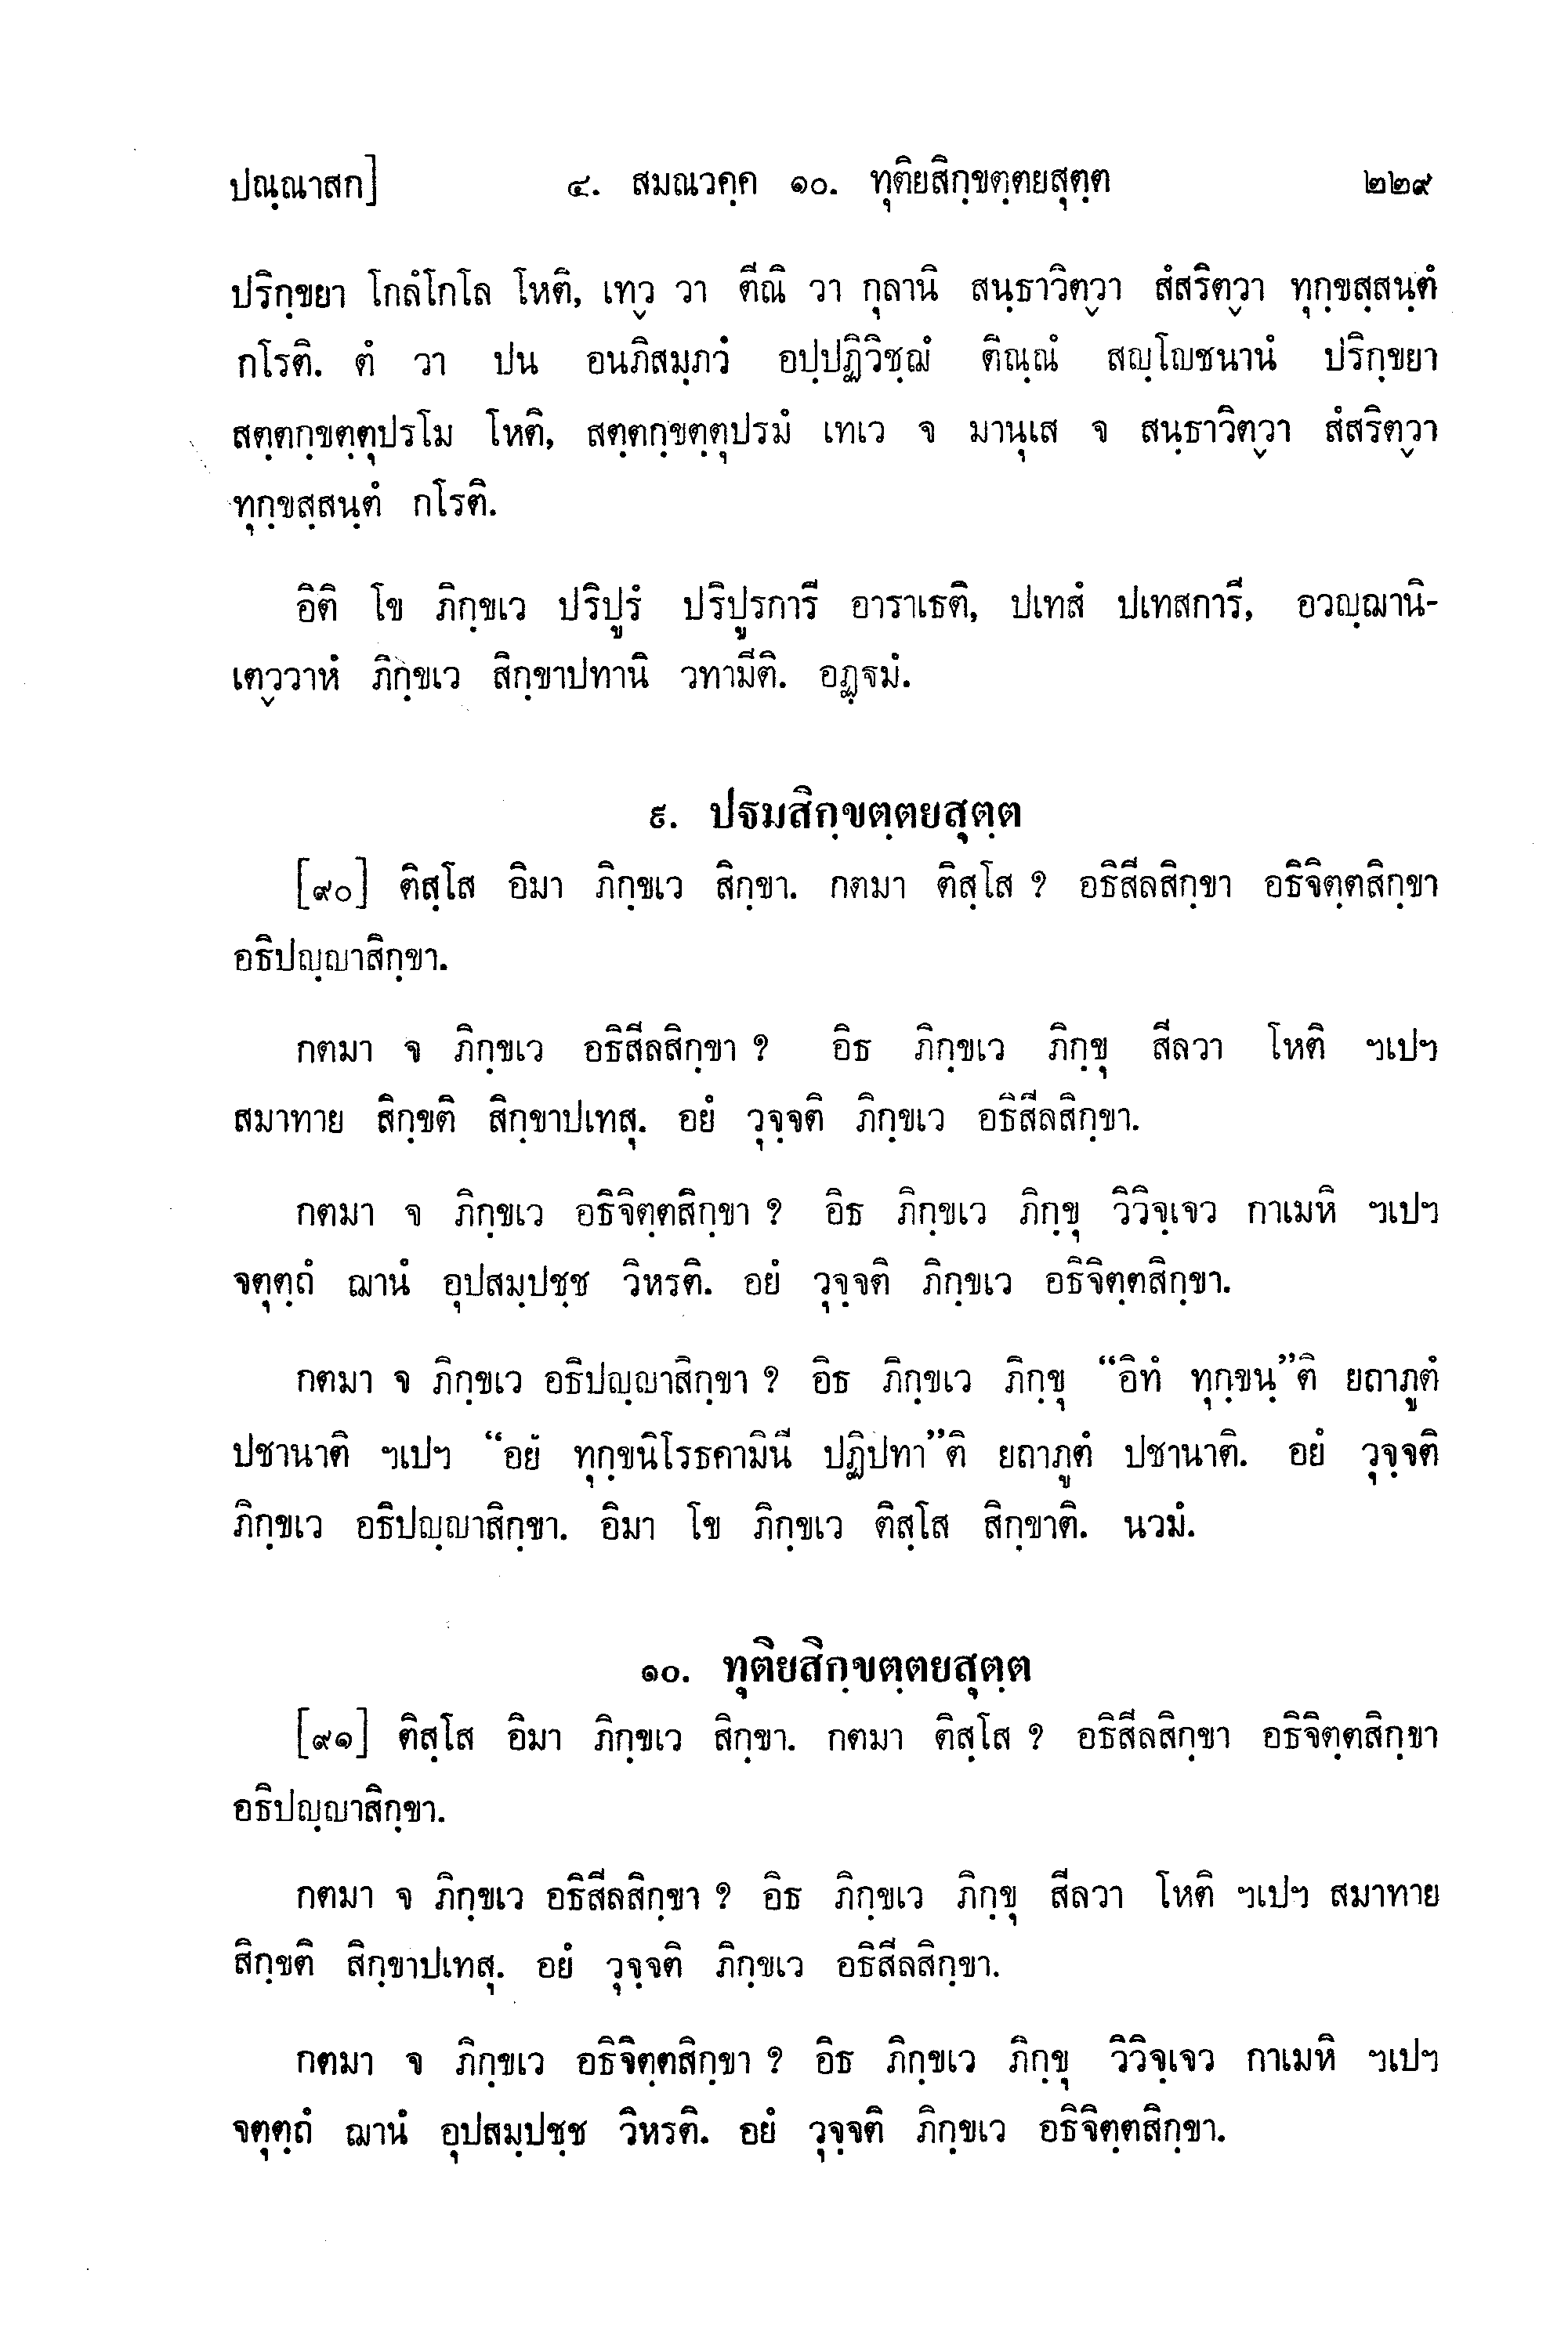 ปณฺณาสก] ๔. สมณวคฺค ๑๐. ทุติยสิกฺขตฺตยสุตฺต ๒๒๙
ปริกฺขยา โกลํโกโล โหติ, เทฺว วา ตีณิ วา กุลานิ สนฺธาวิตฺวา สํสริตฺวา ทุกฺขสฺสนฺตํ
กโรติ. ตํ วา ปน อนภิสมฺภวํ อปฺปฏิวิชฺฌํ ติณฺณํ สญฺโญชนานํ ปริกฺขยา
สตฺตกฺขตฺตุปรโม โหติ, สตฺตกฺขตฺตุปรมํ เทเว จ มานุเส จ สนฺธาวิตฺวา สํสริตฺวา
ทุกฺขสฺสนฺตํ กโรติ.
อิติ โข ภิกฺขเว ปริปูรํ ปริปูรการี อาราเธติ, ปเทสํ ปเทสการี, อวญฺฌานิ-
เตฺววาหํ ภิกฺขเว สิกฺขาปทานิ วทามีติ. อฏฺฐมํ.
๙. ปฐมสิกฺขตฺตยสุตฺต
[๙๐] ติสฺโส อิมา ภิกฺขเว สิกฺขา. กตมา ติสฺโส ? อธิสีลสิกฺขา อธิจิตฺตสิกฺขา
อธิปญฺญาสิกฺขา.
กตมา จ ภิกฺขเว อธิสีลสิกฺขา ? อิธ ภิกฺขเว ภิกฺขุ สีลวา โหติ ฯเปฯ
สมาทาย สิกฺขติ สิกฺขาปเทสุ. อยํ วุจฺจติ ภิกฺขเว อธิสีลสิกฺขา.
กตมา จ ภิกฺขเว อธิจิตฺตสิกฺขา ? อิธ ภิกฺขเว ภิกฺขุ วิวิจฺเจว กาเมหิ ฯเปฯ
จตุตฺถํ ฌานํ อุปสมฺปชฺช วิหรติ. อยํ วุจฺจติ ภิกฺขเว อธิจิตฺตสิกฺขา.
กตมา จ ภิกฺขเว อธิปญฺญาสิกฺขา ? อิธ ภิกฺขเว ภิกฺขุ “อิทํ ทุกฺขนฺ”ติ ยถาภูตํ
ปชานาติ ฯเปฯ “อยํ ทุกฺขนิโรธคามินี ปฏิปทา”ติ ยถาภูตํ ปชานาติ. อยํ วุจฺจติ
ภิกฺขเว อธิปญฺญาสิกฺขา. อิมา โข ภิกฺขเว ติสฺโส สิกฺขาติ. นวมํ.
๑๐. ทุติยสิกฺขตฺตยสุตฺต
[๙๑] ติสฺโส อิมา ภิกฺขเว สิกฺขา. กตมา ติสฺโส ? อธิสีลสิกฺขา อธิจิตฺตสิกฺขา
อธิปญฺญาสิกฺขา.
กตมา จ ภิกฺขเว อธิสีลสิกฺขา ? อิธ ภิกฺขเว ภิกฺขุ สีลวา โหติ ฯเปฯ สมาทาย
สิกฺขติ สิกฺขาปเทสุ. อยํ วุจฺจติ ภิกฺขเว อธิสีลสิกฺขา.
กตมา จ ภิกฺขเว อธิจิตฺตสิกฺขา ? อิธ ภิกฺขเว ภิกฺขุ วิวิจฺเจว กาเมหิ ฯเปฯ
จตุตฺถํ ฌานํ อุปสมฺปชฺช วิหรติ. อยํ วุจฺจติ ภิกฺขเว อธิจิตฺตสิกฺขา.